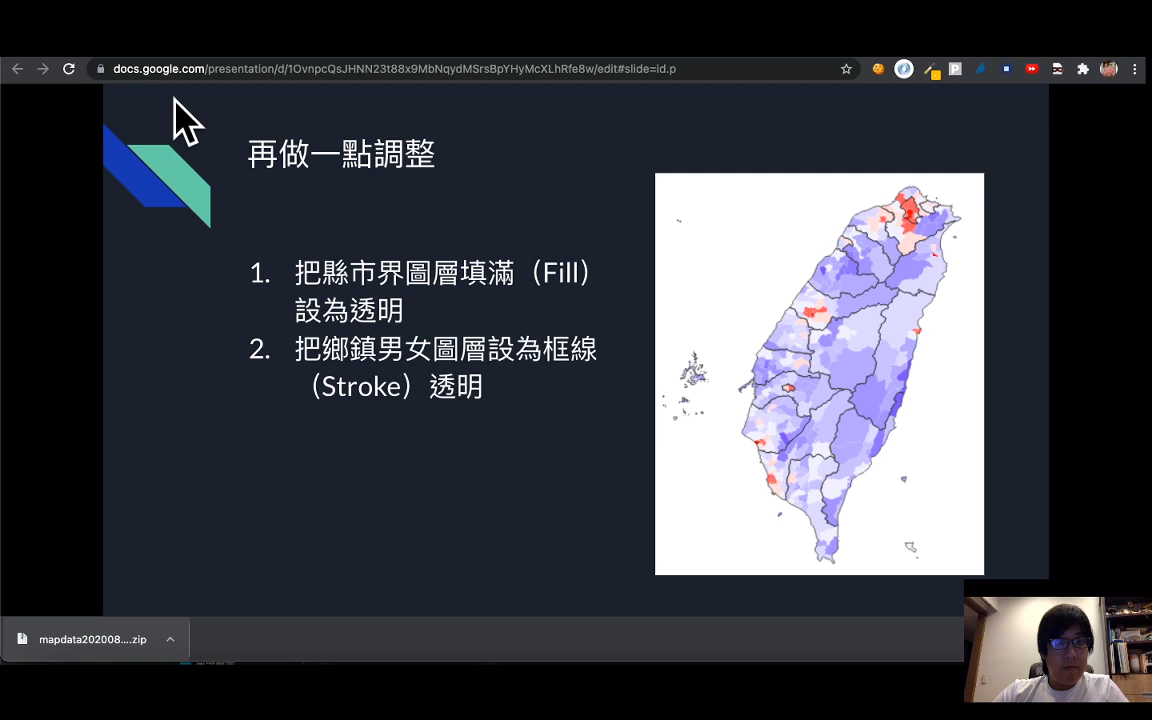 docs.google.com/presentation/d/1OvnpcQsJHNN23t88x9MbNqydMSrsBpYHyMcXLhRfe8w/edit#slide=id.p
再做一點調整
1. 把縣市界圖層填滿（Fill）
設為透明
2. 把鄉鎮男女圖層設為框線
（Stroke）透明
mapdata202008....zip